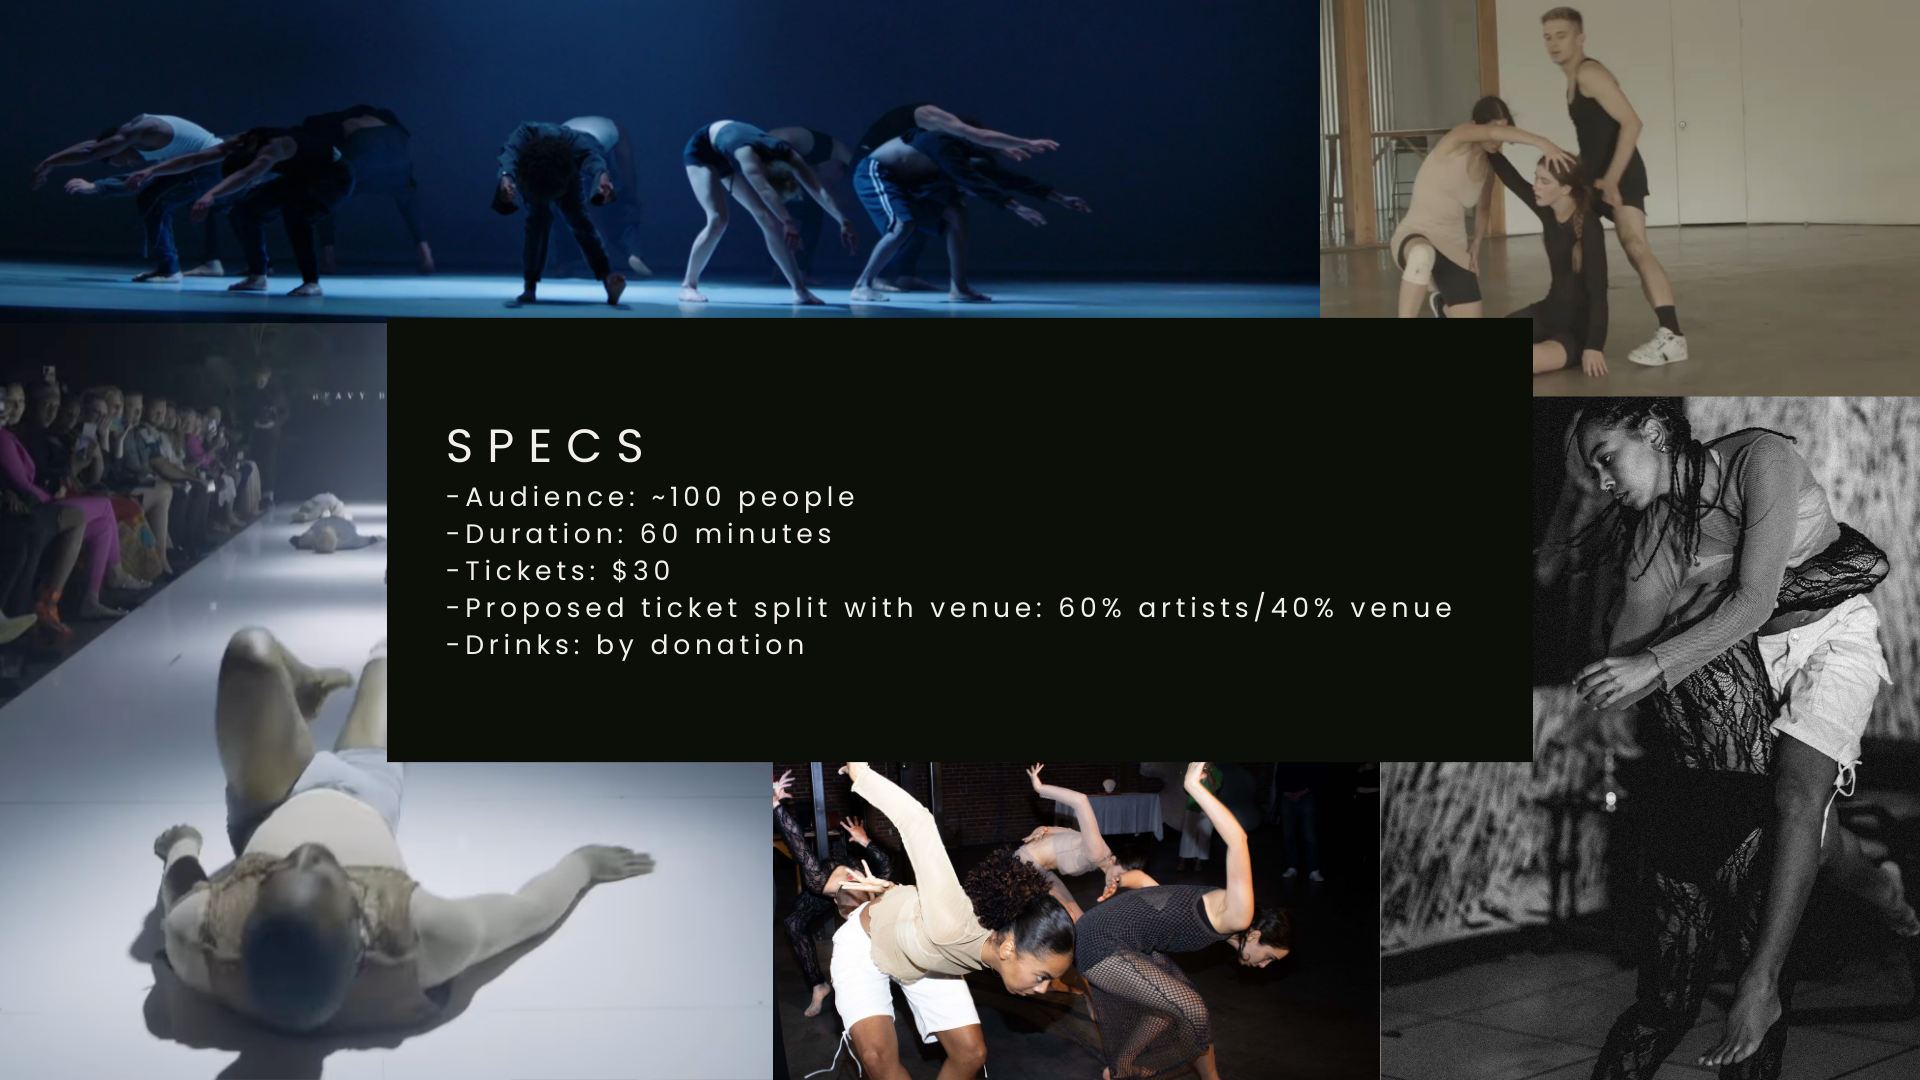 SPECS
-Audience: ~100 people
-Duration: 60 minutes
-Tickets: $30
-Proposed ticket split with venue: 60% artists/40% venue
-Drinks: by donation